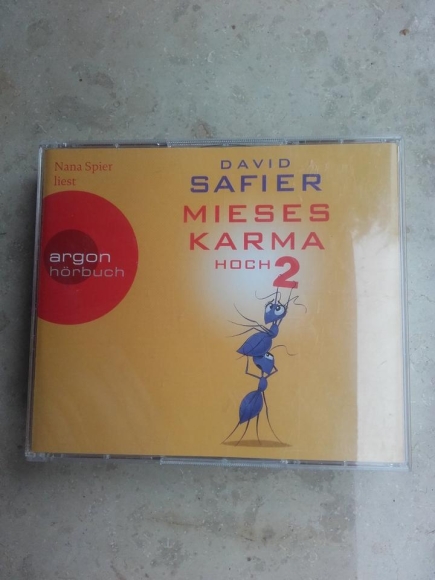 Nana Spier
liest
DAVID
SAFIER
MIESES
KARMA
HOCH 2
argon
hörbuch